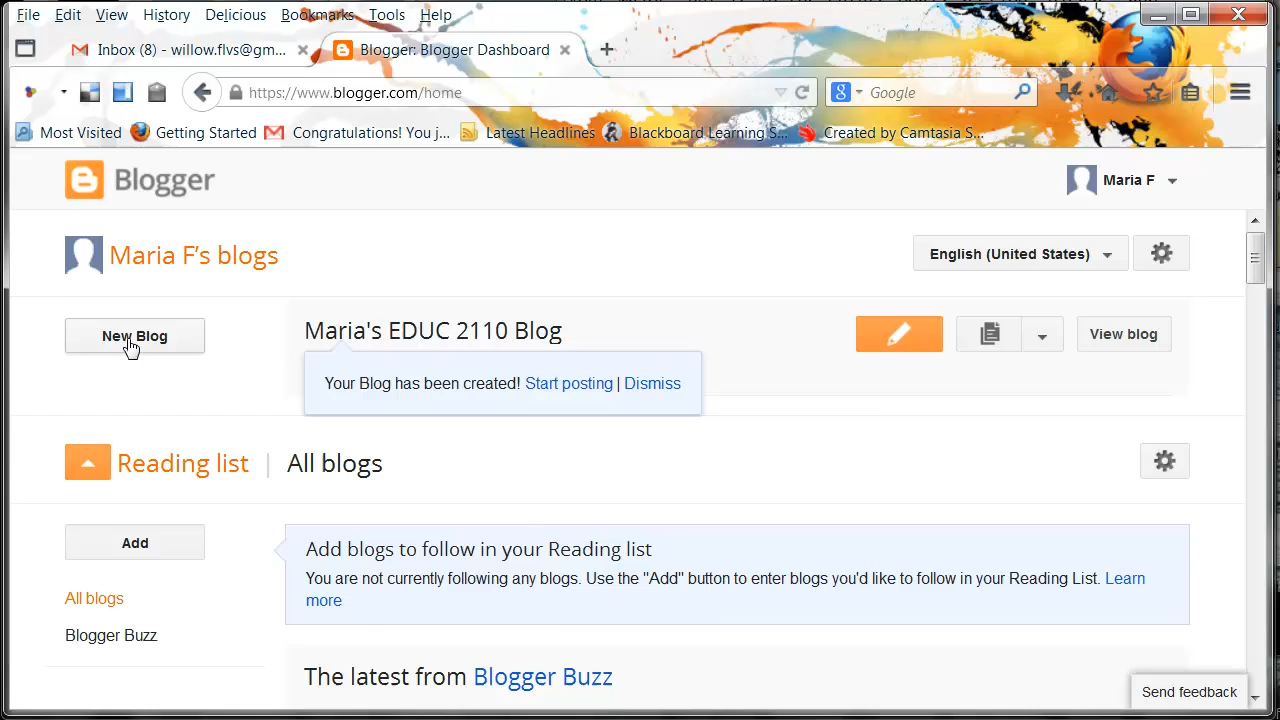 File Edit View History Delicious Bookmarks Tools Help
Inbox (8) - willow.flvs@gm...
Blogger: Blogger Dashboard
https://www.blogger.com/home
Google
Most Visited Getting Started Congratulations! You j... Latest Headlines Blackboard Learning S... Created by Camtasia S...
Blogger
Maria F
Maria F's blogs
English (United States)
New Blog
Maria's EDUC 2110 Blog
View blog
Your Blog has been created! Start posting | Dismiss
Reading list | All blogs
Add
Add blogs to follow in your Reading list
You are not currently following any blogs. Use the "Add" button to enter blogs you'd like to follow in your Reading List. Learn
more
All blogs
Blogger Buzz
The latest from Blogger Buzz
Send feedback